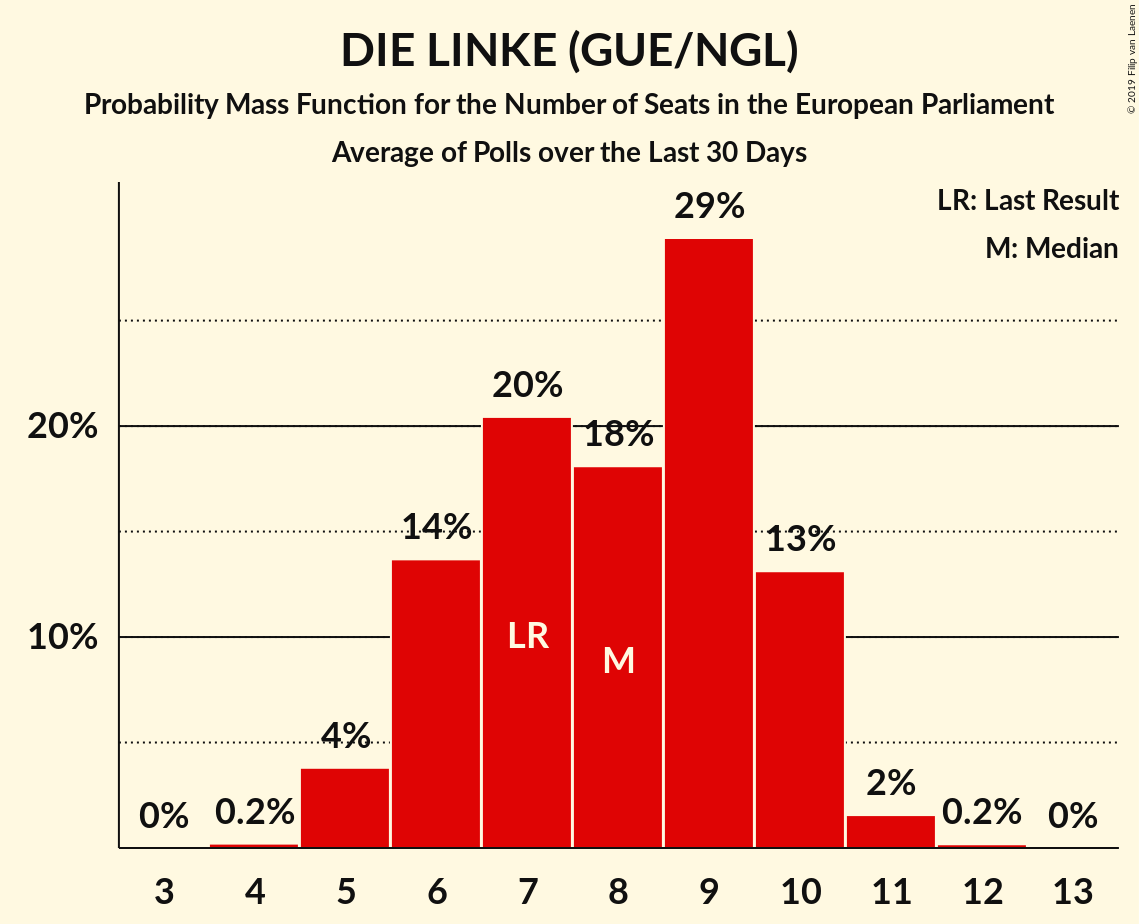 DIE LINKE (GUE/NGL)
Probability Mass Function for the Number of Seats in the European Parliament
Average of Polls over the Last 30 Days
© 2019 Filip van Laenen
LR: Last Result
M: Median
29%
20%
18%
14%
13%
4%
2%
0%
0.2%
0.2%
0%
20%
10%
LR
M
3 4 5 6 7 8 9 10 11 12 13